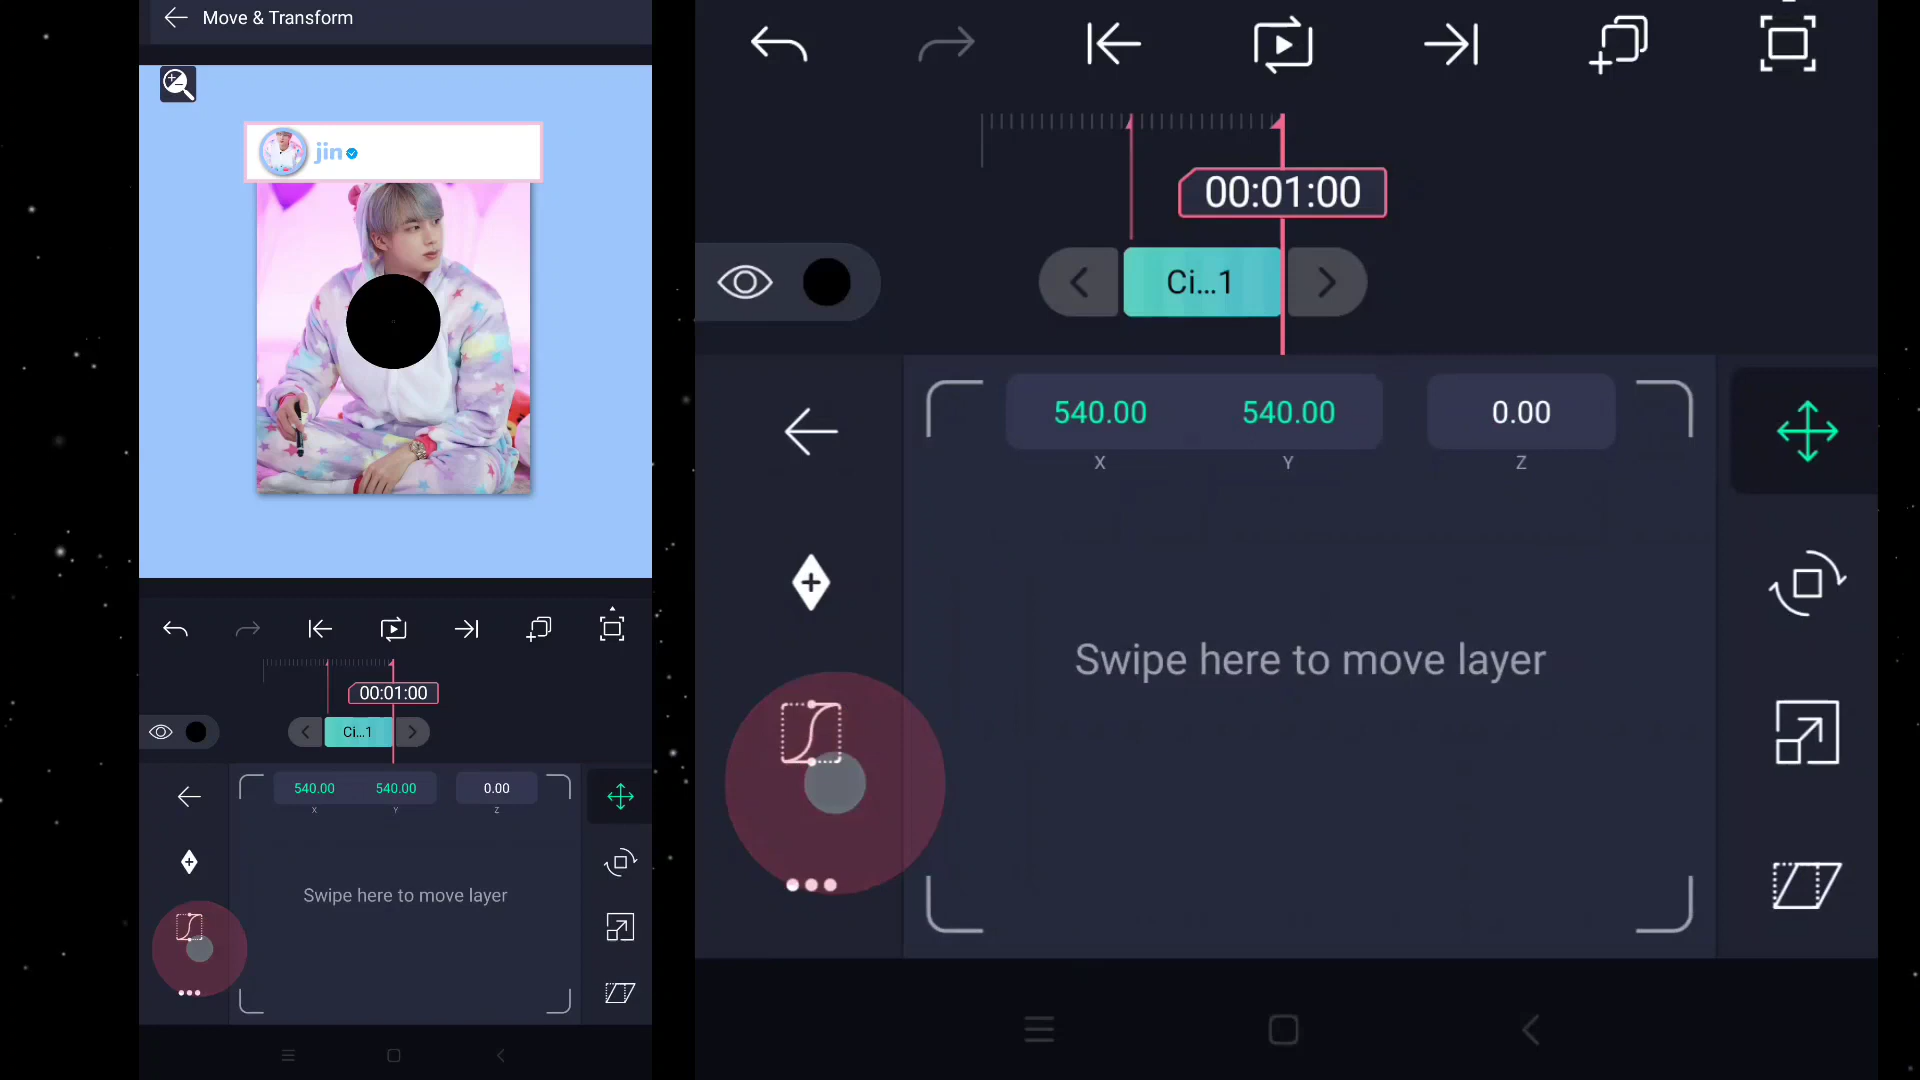 Move & Transform
jin
00:01:00
Ci...1
540.00 540.00 0.00
X Y Z
Swipe here to move layer
00:01:00
Ci...1
540.00 540.00 0.00
X Y Z
Swipe here to move layer